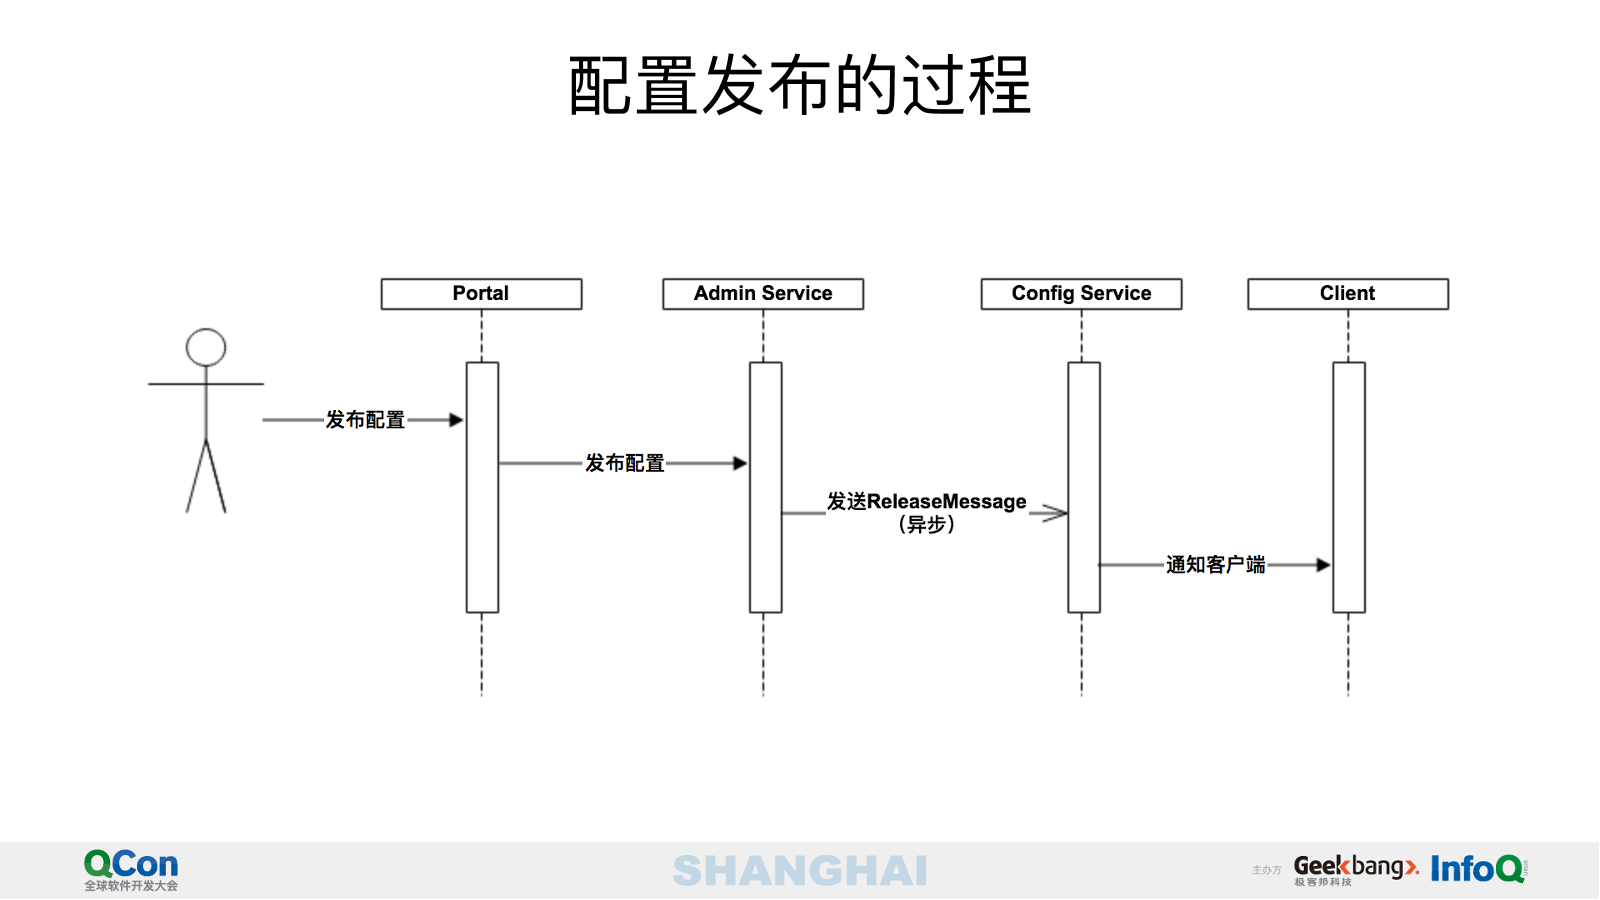 配置发布的过程
Portal
Admin Service
Config Service
Client
发布配置
发布配置
发送ReleaseMessage
（异步）
通知客户端
QCon
全球软件开发大会
SHANGHAI
主办方
Geekbang>.
极客邦科技
InfoQ